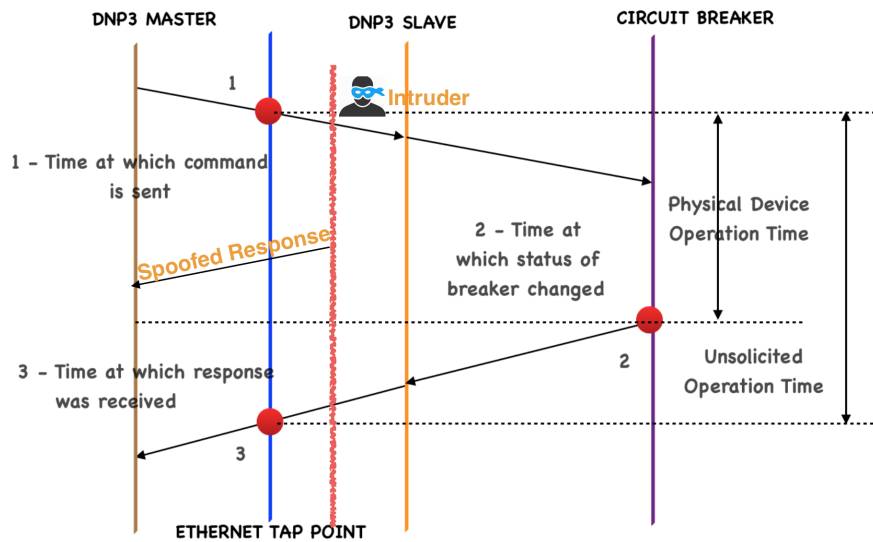 DNP3 MASTER
DNP3 SLAVE
CIRCUIT BREAKER
1
Intruder
1 - Time at which command
is sent
Physical Device
Operation Time
2 - Time at
which status of
breaker changed
Spoofed Response
3 - Time at which response
was received
2
Unsolicited
Operation Time
3
ETHERNET TAP POINT